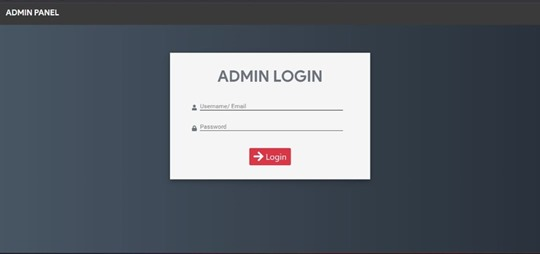 ADMIN PANEL
ADMIN LOGIN
Username/ Email
Password
Login